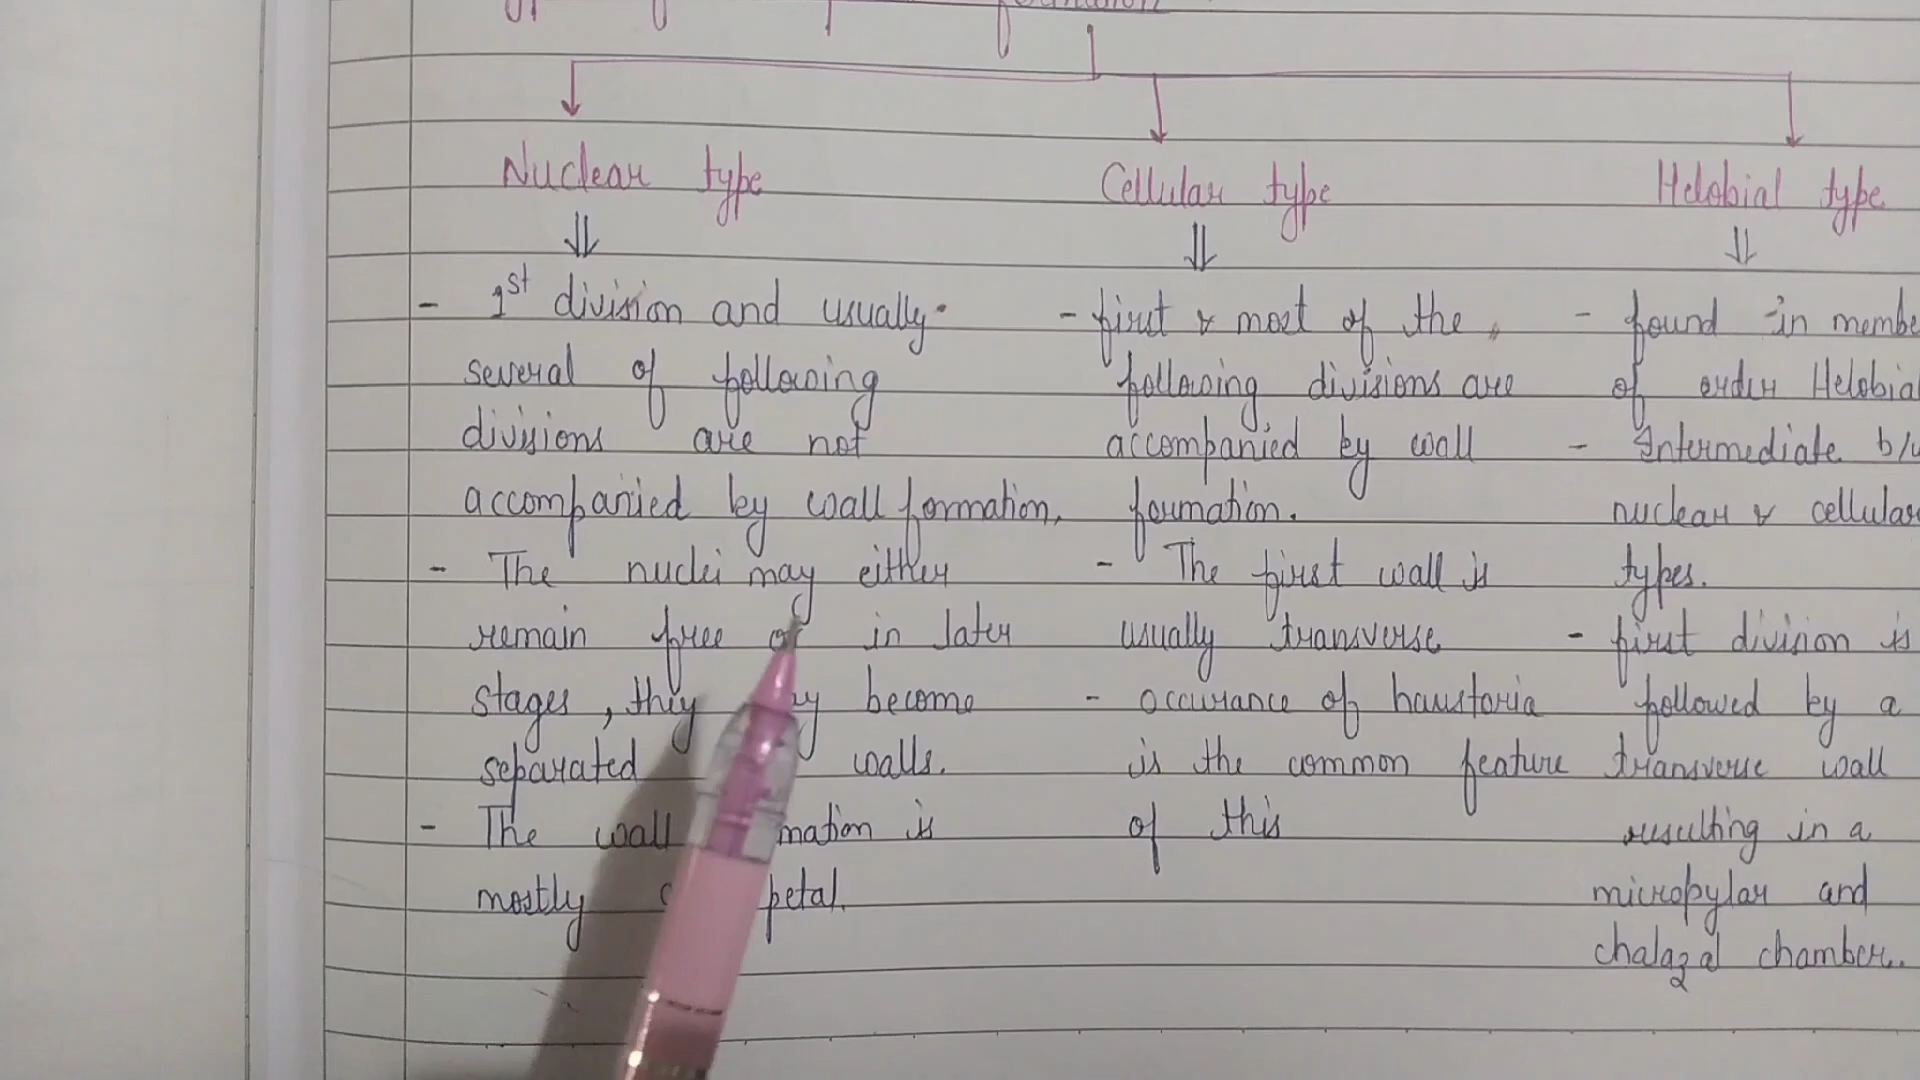 Nuclear type
Cellular type
Helobial type
- 1st division and usually
several of following
divisions are not
accompanied by wall formation.
- The nuclei may either
remain free or in later
stages, they become
separated walls.
- The wall mation is
mostly petal.
- first & most of the
following divisions are
accompanied by wall
formation.
- The first wall is
usually transverse
- occurance of haustoria
is the common feature
of this
- found in membe
of order Helobial
- Intermediate b/w
nuclear & cellular
types.
- first division is
followed by a
transverse wall
resulting in a
micropylar and
chalazal chamber.